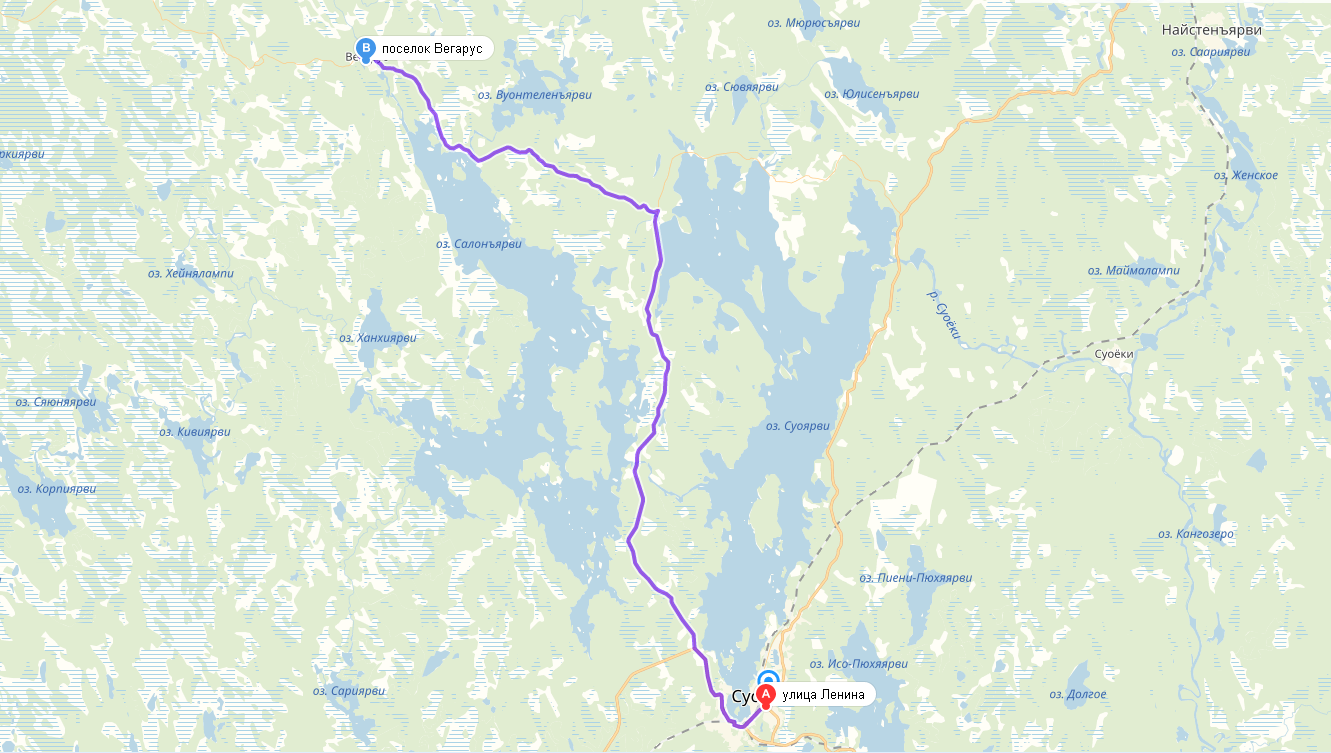 оз. Мюрюсъярви
Найстенъярви
оз. Саариярви
В
поселок Вегарус
оз. Вуонтеленъярви
оз. Сювяярви
оз. Юлисенъярви
оз. Женское
оз. Салонъярви
оз. Хейнялампи
оз. Маймалампи
р. Суоёки
оз. Ханхиярви
Суоёки
оз. Сяюняярви
оз. Кивиярви
оз. Суоярви
оз. Корпиярви
оз. Кангозеро
оз. Пиени-Пюхяярви
оз. Исо-Пюхяярви
оз. Сориярви
А
улица Ленина
оз. Долгое